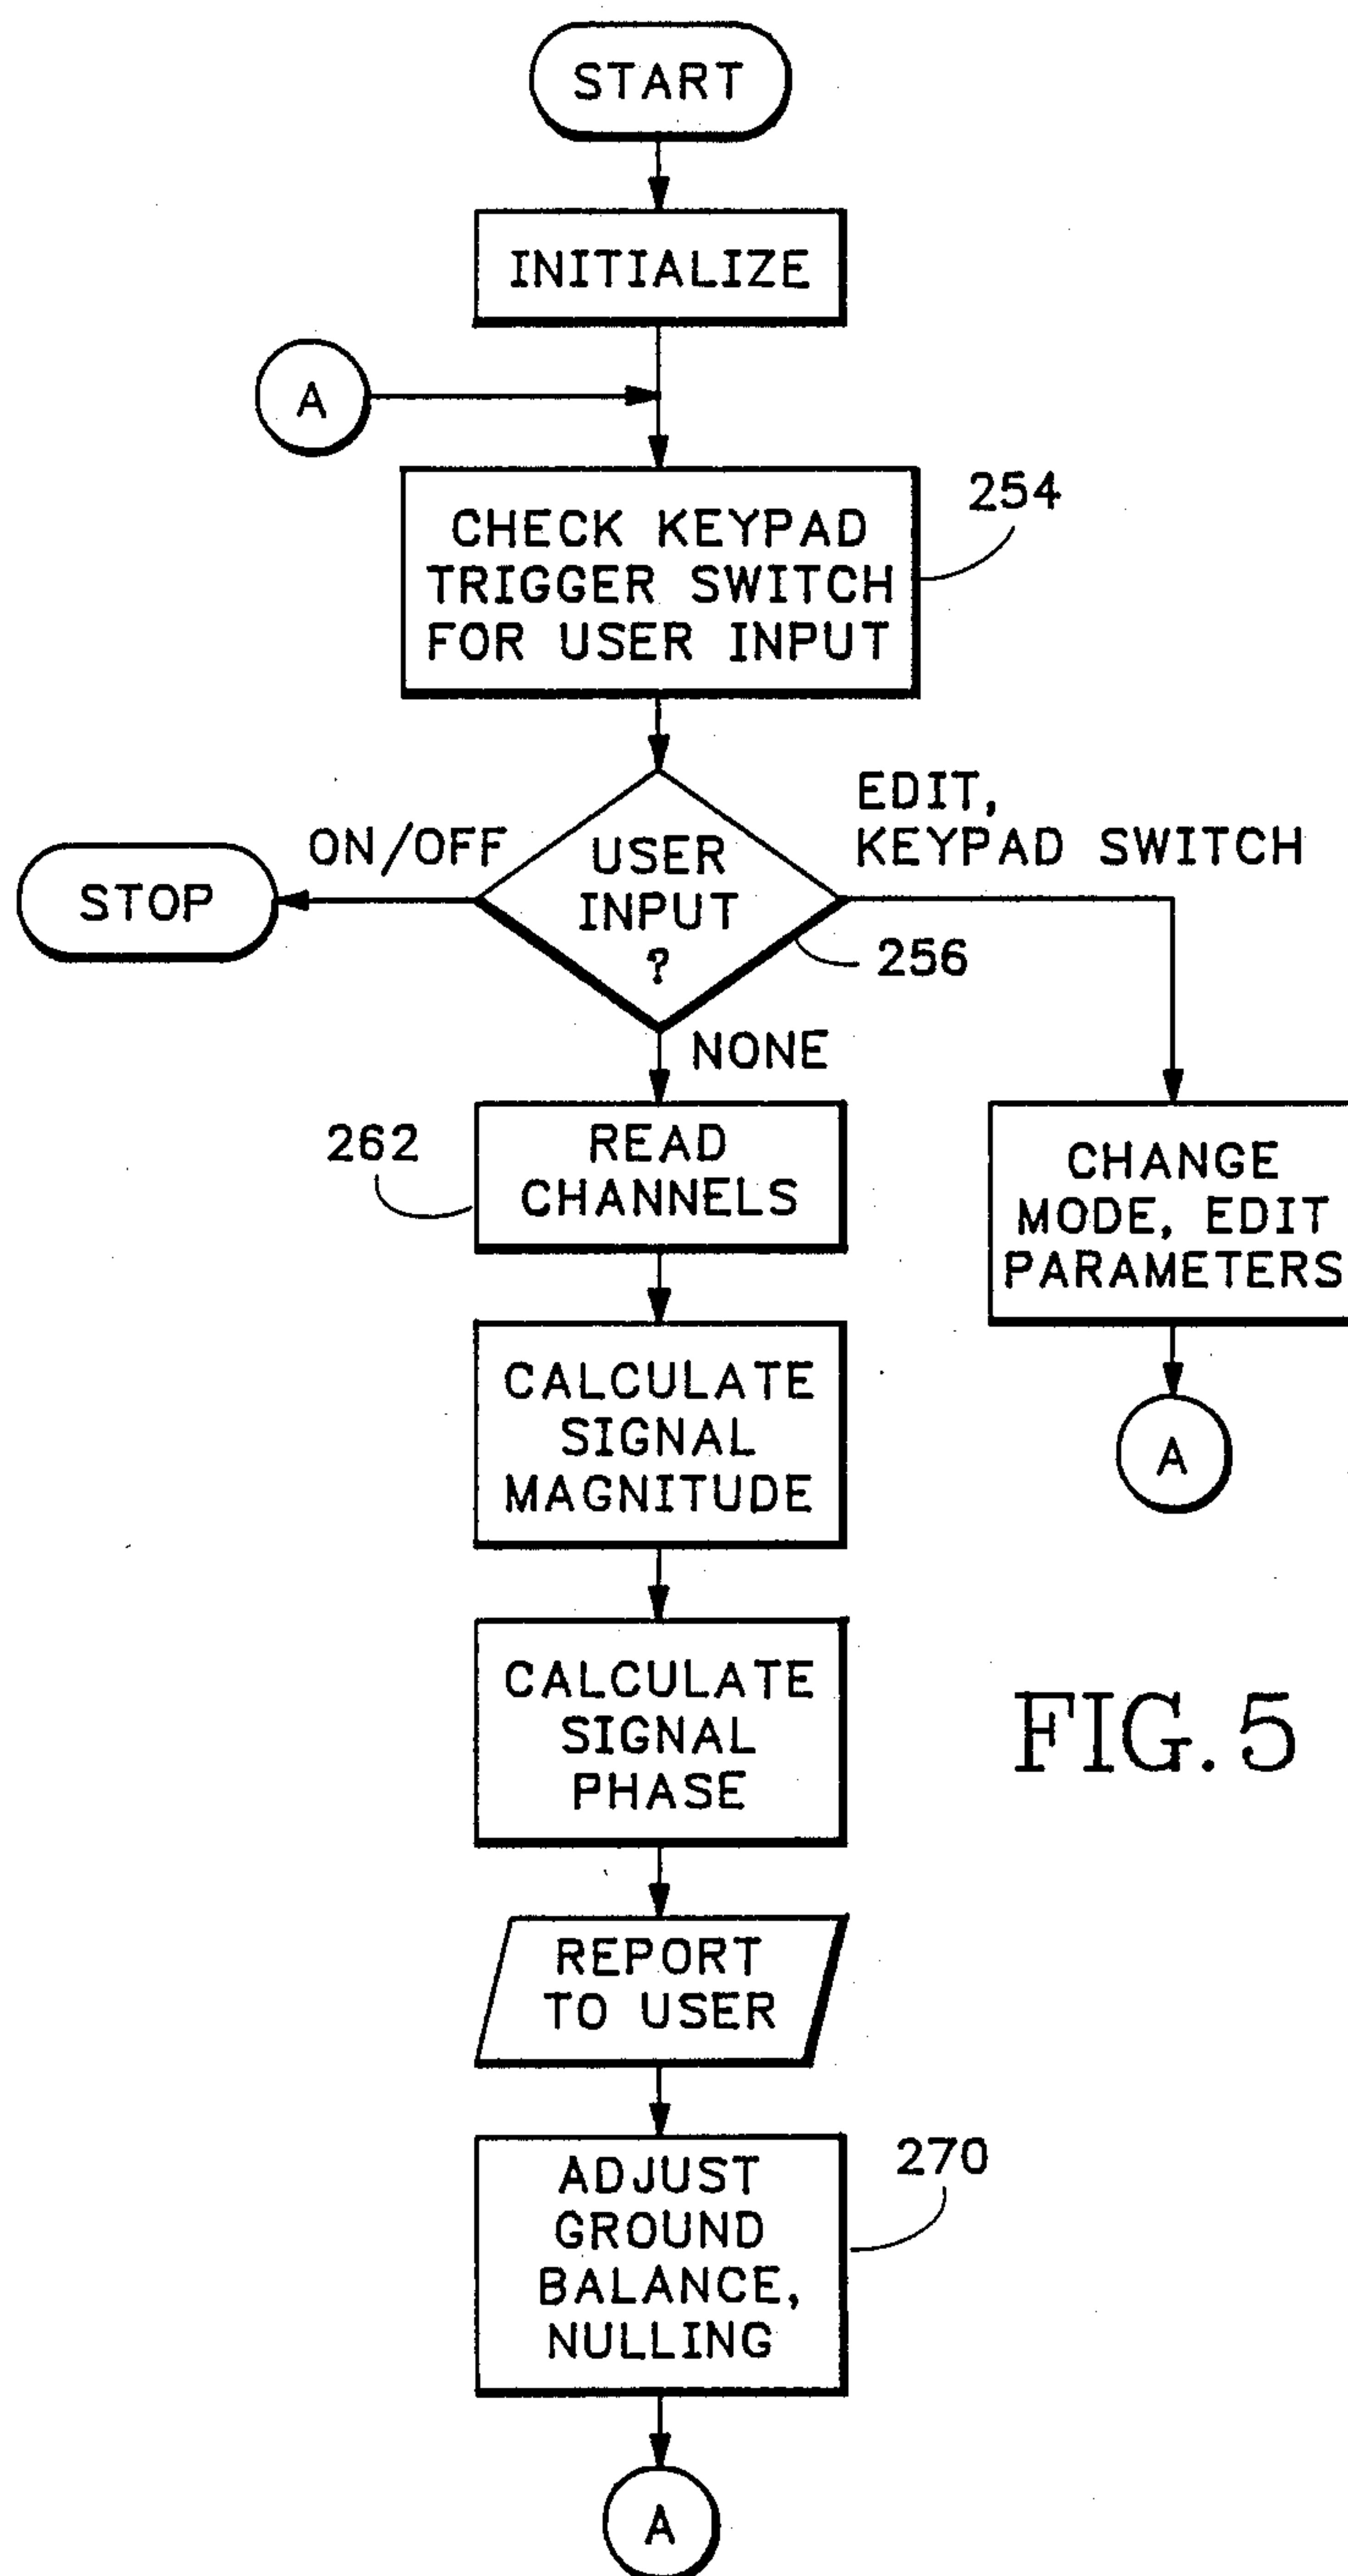 START
INITIALIZE
A
254
CHECK KEYPAD
TRIGGER SWITCH
FOR USER INPUT
EDIT,
KEYPAD SWITCH
ON/OFF
STOP
USER
INPUT
?
256
NONE
262
READ
CHANNELS
CHANGE
MODE, EDIT
PARAMETERS
CALCULATE
SIGNAL
MAGNITUDE
A
CALCULATE
SIGNAL
PHASE
FIG. 5
REPORT
TO USER
270
ADJUST
GROUND
BALANCE,
NULLING
A